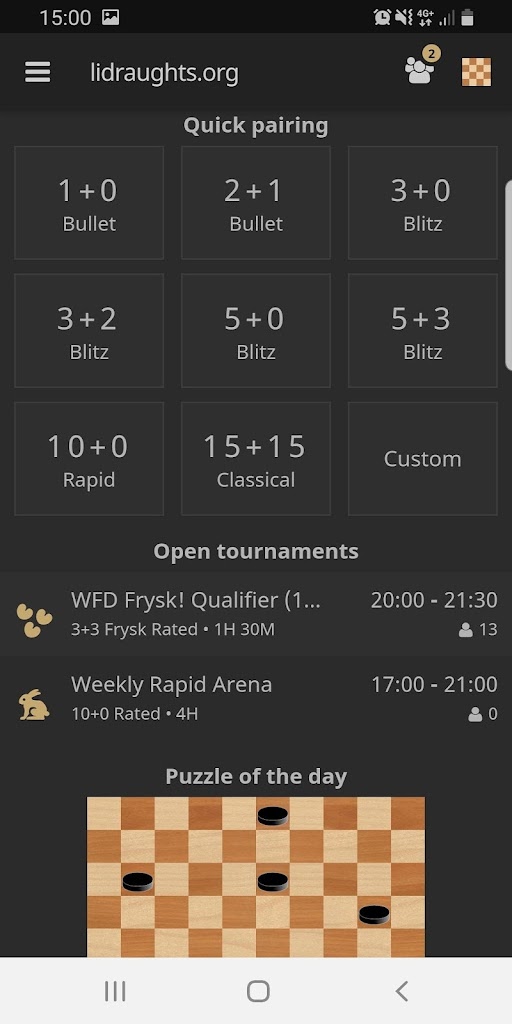 15:00 4G+
lidraughts.org 2
Quick pairing
1+0 2+1 3+0
Bullet Bullet Blitz
3+2 5+0 5+3
Blitz Blitz Blitz
10+0 15+15 Custom
Rapid Classical
Open tournaments
WFD Frysk! Qualifier (1... 20:00 - 21:30
3+3 Frysk Rated • 1H 30M 13
Weekly Rapid Arena 17:00 - 21:00
10+0 Rated • 4H 0
Puzzle of the day